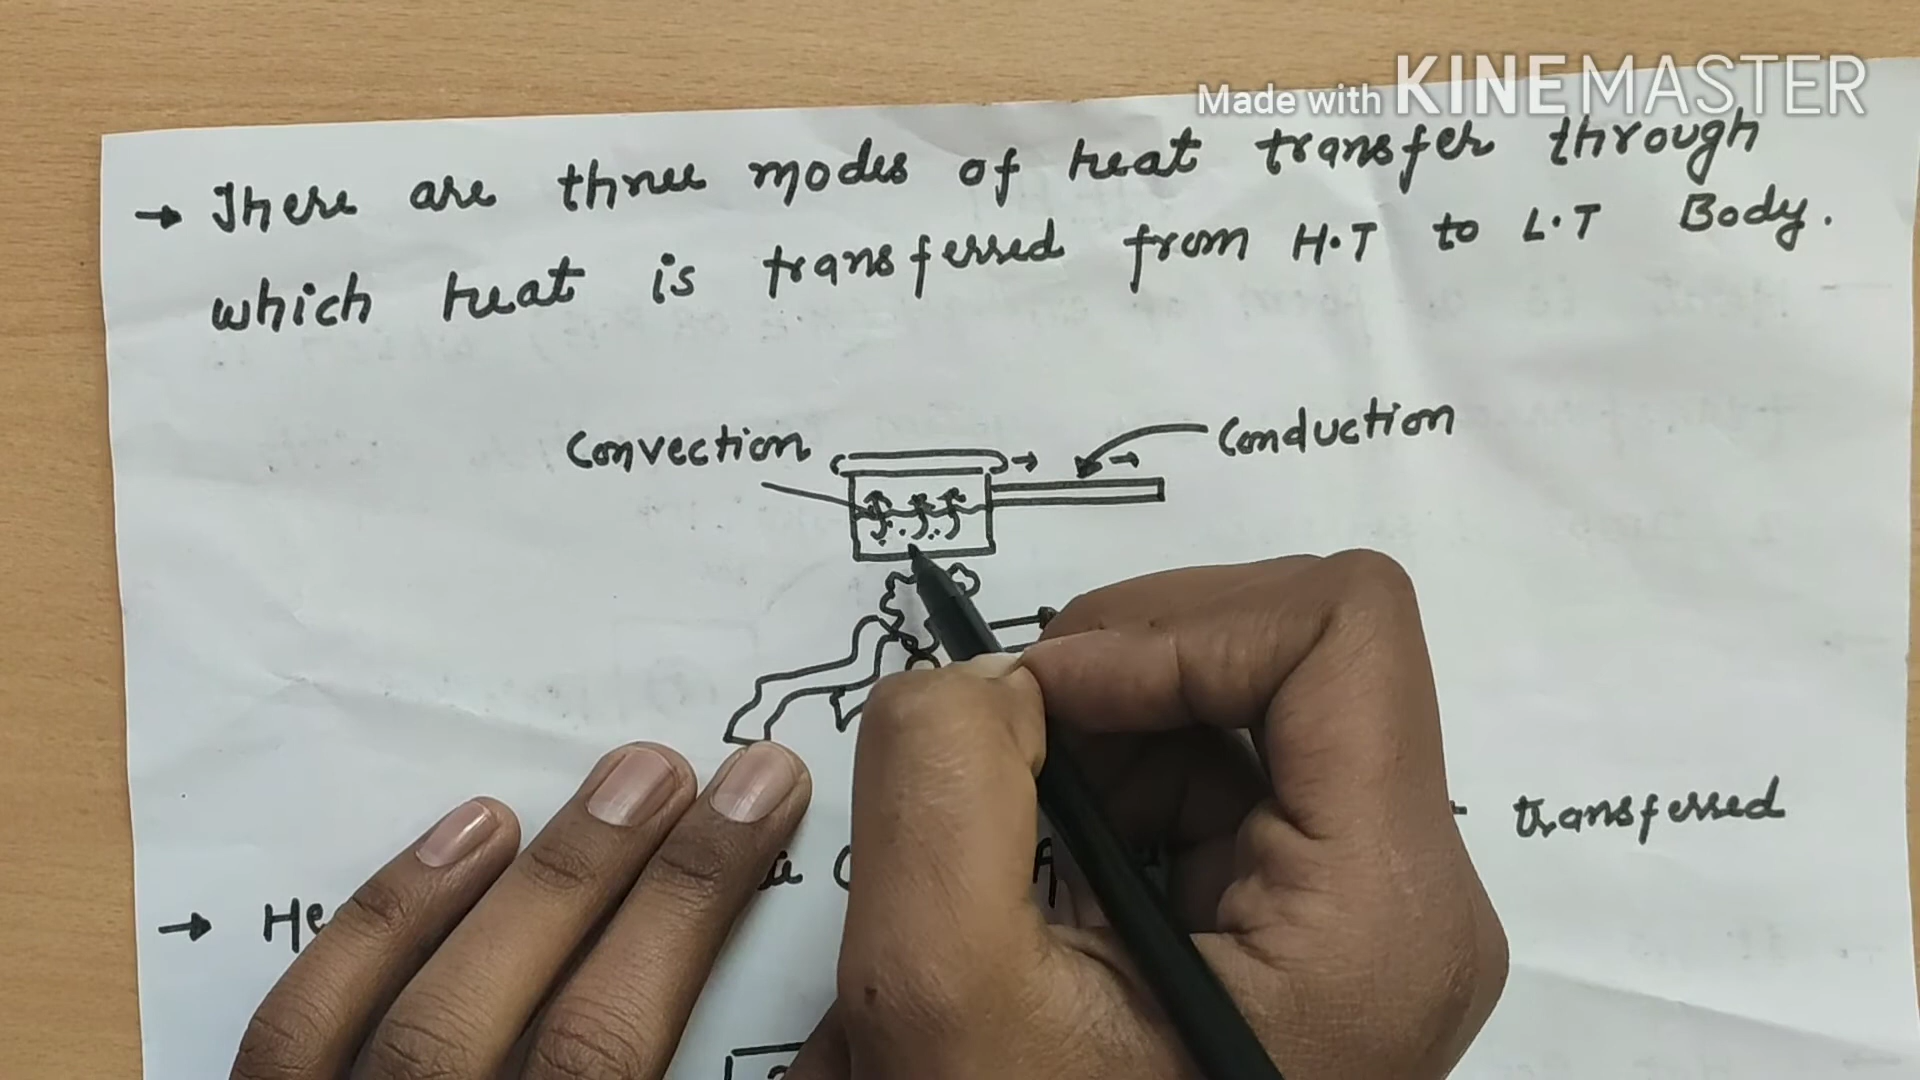 Made with KINEMASTER
→ There are three modes of heat transfer through
which heat is transferred from H.T to L.T Body.
Convection
Conduction
transferred
→ He